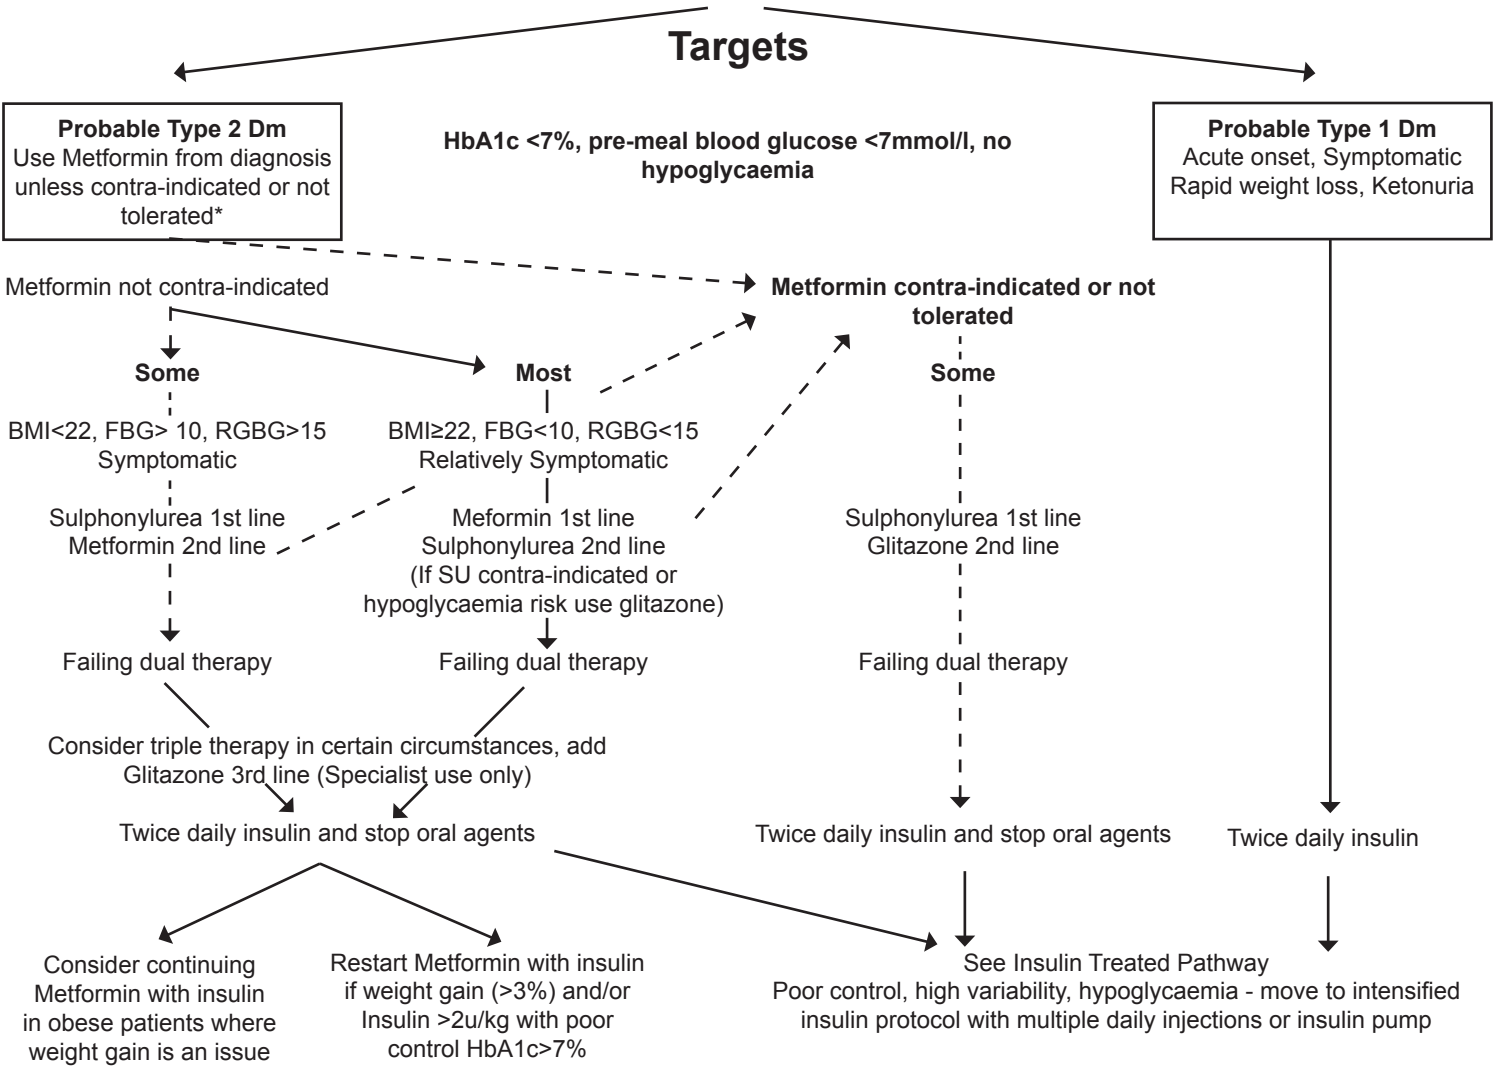 Targets
Probable Type 2 Dm
Use Metformin from diagnosis
unless contra-indicated or not
tolerated*
HbA1c <7%, pre-meal blood glucose <7mmol/l, no
hypoglycaemia
Probable Type 1 Dm
Acute onset, Symptomatic
Rapid weight loss, Ketonuria
Metformin not contra-indicated
Metformin contra-indicated or not
tolerated
Some
Most
Some
BMI<22, FBG> 10, RGBG>15
Symptomatic
BMI≥22, FBG<10, RGBG<15
Relatively Symptomatic
Sulphonylurea 1st line
Metformin 2nd line
Meformin 1st line
Sulphonylurea 2nd line
(If SU contra-indicated or
hypoglycaemia risk use glitazone)
Sulphonylurea 1st line
Glitazone 2nd line
Failing dual therapy
Failing dual therapy
Failing dual therapy
Consider triple therapy in certain circumstances, add
Glitazone 3rd line (Specialist use only)
Twice daily insulin and stop oral agents
Twice daily insulin and stop oral agents
Twice daily insulin
Consider continuing
Metformin with insulin
in obese patients where
weight gain is an issue
Restart Metformin with insulin
if weight gain (>3%) and/or
Insulin >2u/kg with poor
control HbA1c>7%
See Insulin Treated Pathway
Poor control, high variability, hypoglycaemia - move to intensified
insulin protocol with multiple daily injections or insulin pump